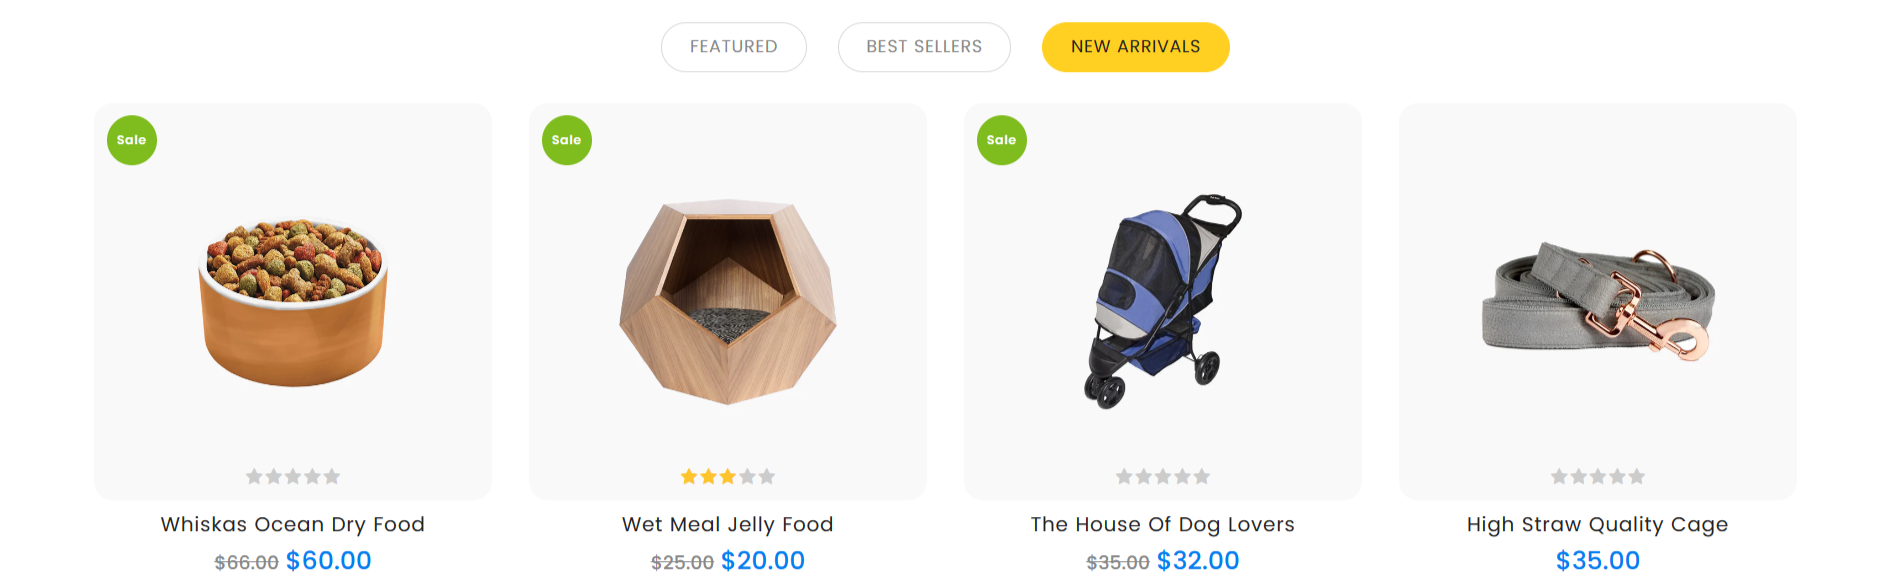 FEATURED BEST SELLERS NEW ARRIVALS
Sale Sale Sale
Whiskas Ocean Dry Food Wet Meal Jelly Food The House Of Dog Lovers High Straw Quality Cage
$66.00 $60.00 $25.00 $20.00 $35.00 $32.00 $35.00